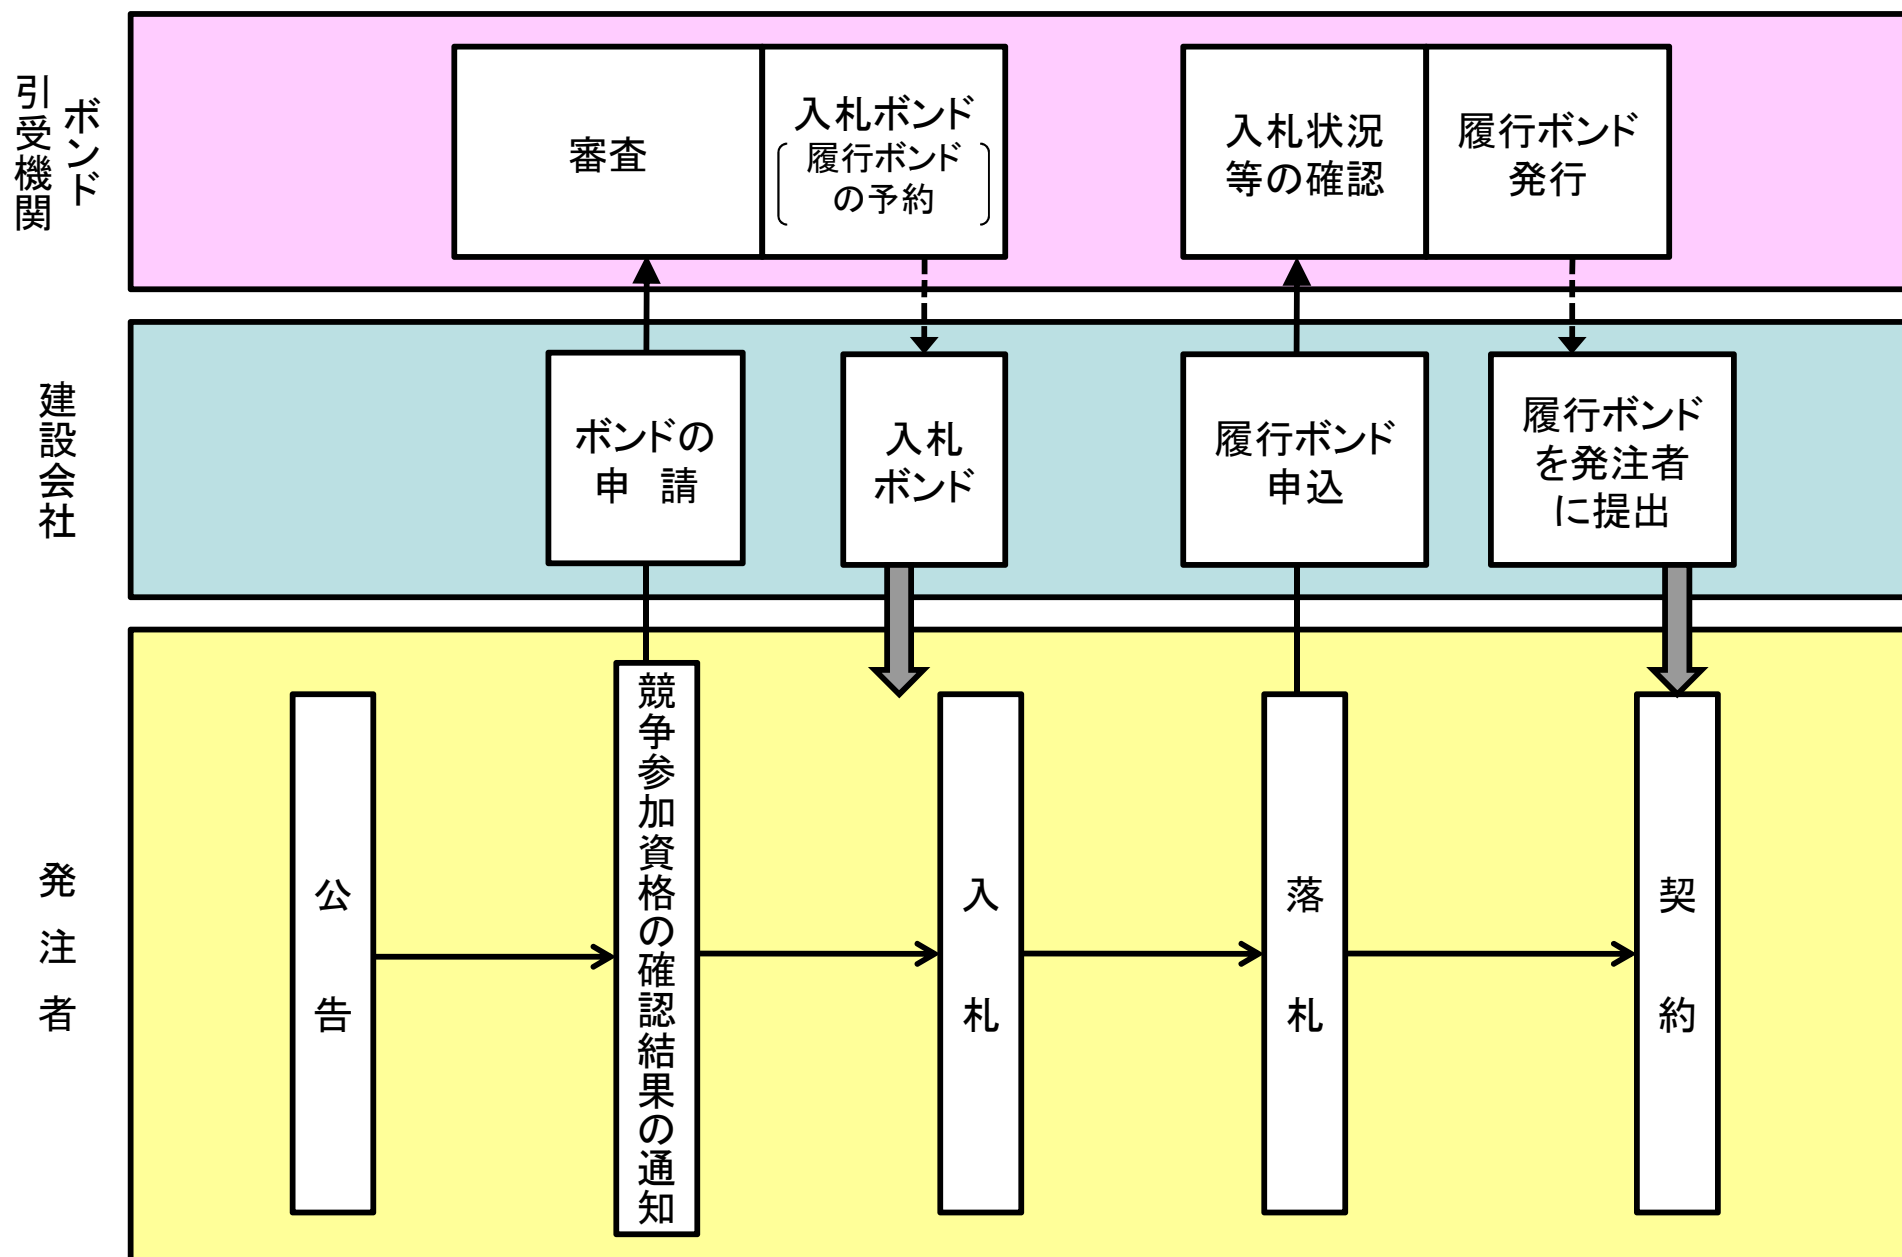 ボンド
引受機関
審査
入札ボンド
履行ボンド
の予約
入札状況
等の確認
履行ボンド
発行
建設会社
ボンドの
申　請
入札
ボンド
履行ボンド
申込
履行ボンド
を発注者
に提出
発注者
公告
競争参加資格の確認結果の通知
入札
落札
契約